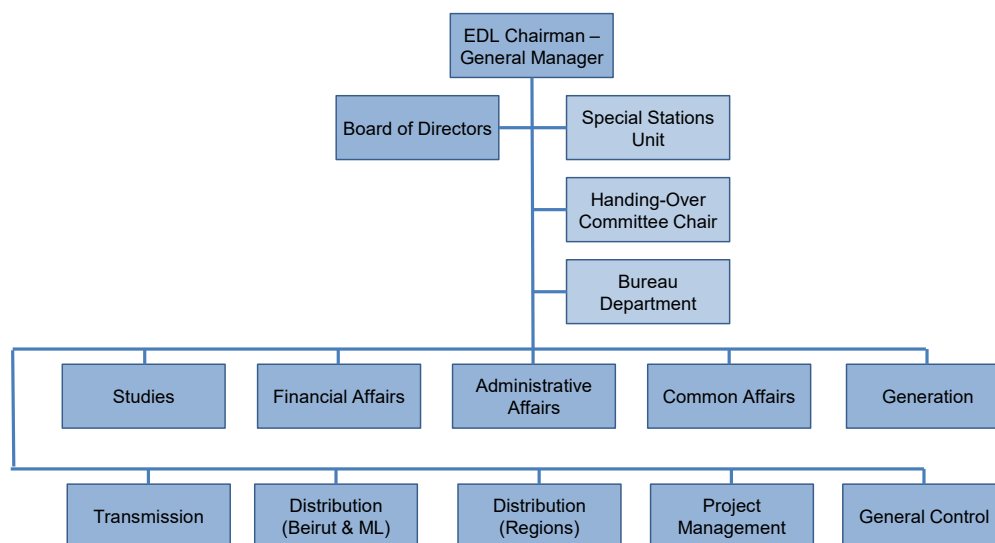 EDL Chairman –
General Manager
Board of Directors
Special Stations
Unit
Handing-Over
Committee Chair
Bureau
Department
Studies
Financial Affairs
Administrative
Affairs
Common Affairs
Generation
Transmission
Distribution
(Beirut & ML)
Distribution
(Regions)
Project
Management
General Control